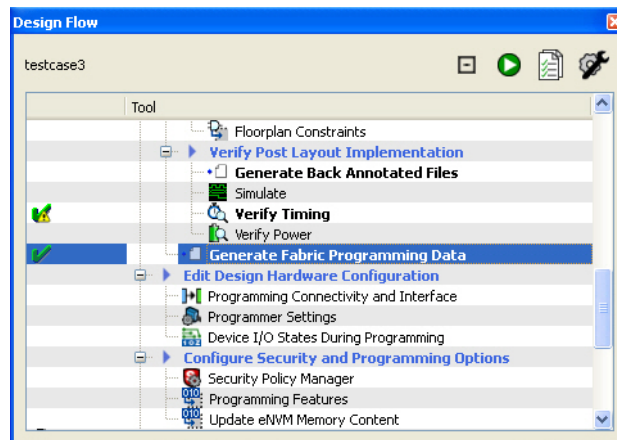 Design Flow
testcase3
Tool
Floorplan Constraints
Verify Post Layout Implementation
Generate Back Annotated Files
Simulate
Verify Timing
Verify Power
Generate Fabric Programming Data
Edit Design Hardware Configuration
Programming Connectivity and Interface
Programmer Settings
Device I/O States During Programming
Configure Security and Programming Options
Security Policy Manager
Programming Features
Update eNVM Memory Content